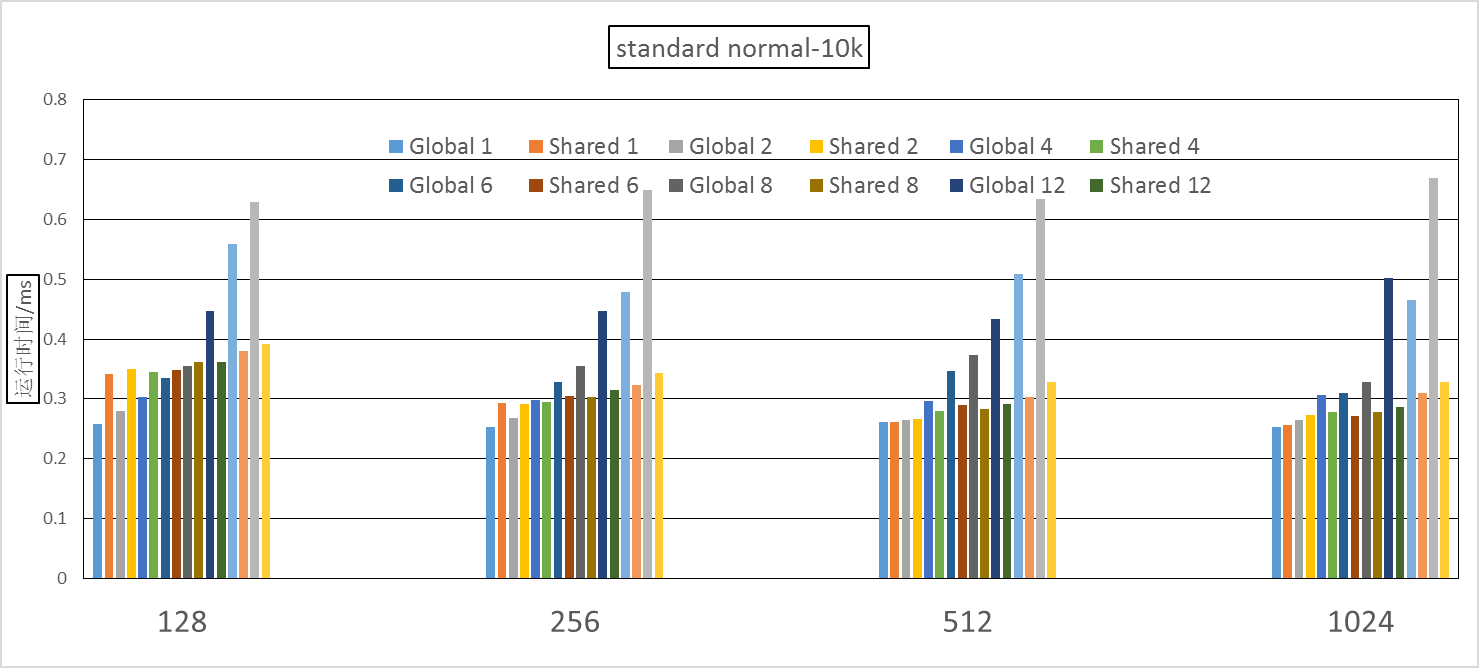 standard normal-10k
0.8
Global 1 Shared 1 Global 2 Shared 2 Global 4 Shared 4
0.7
Global 6 Shared 6 Global 8 Shared 8 Global 12 Shared 12
0.6
0.5
运行时间/ms
0.4
0.3
0.2
0.1
0
128 256 512 1024